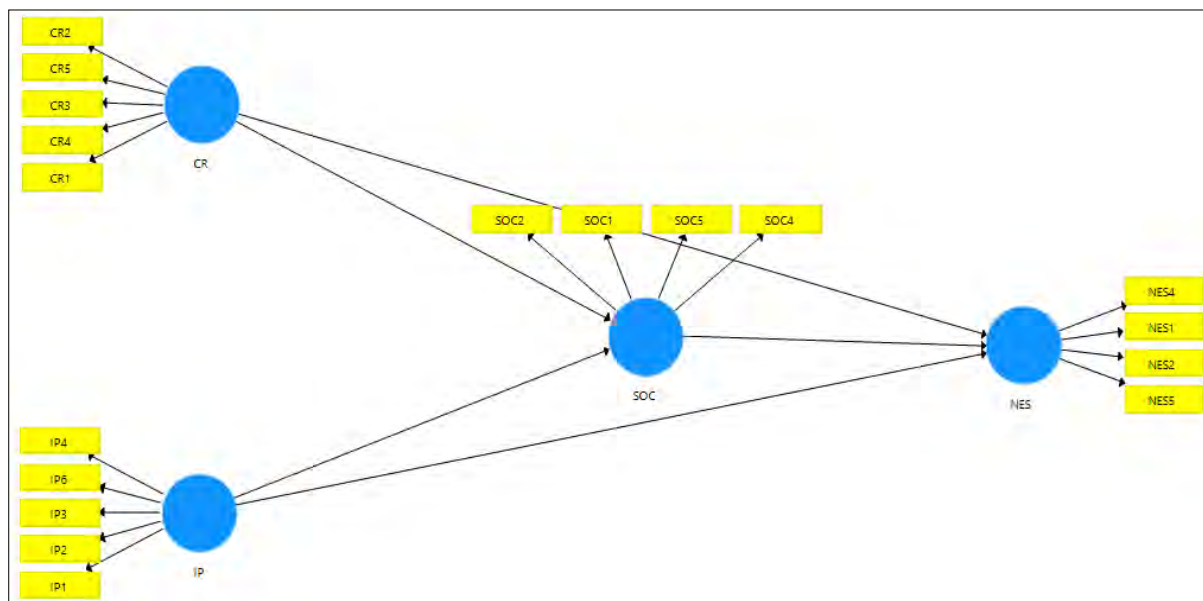 CR2
CR5
CR3
CR4
CR1
CR
SOC2
SOC1
SOC5
SOC4
SOC
NES4
NES1
NES2
NES5
NES
IP4
IP6
IP3
IP2
IP1
IP